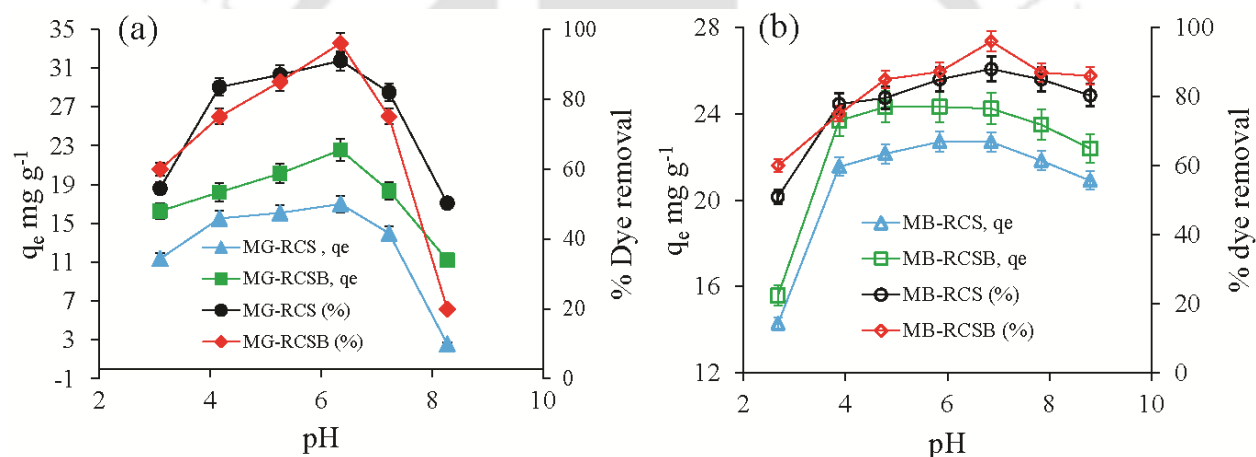 (a)
35
31
27
23
19
15
11
7
3
-1
qe mg g-1
100
80
60
40
20
0
% Dye removal
2 4 6 8 10
pH
MG-RCS , qe
MG-RCSB, qe
MG-RCS (%)
MG-RCSB (%)
(b)
28
24
20
16
12
qe mg g-1
100
80
60
40
20
0
% dye removal
2 4 6 8 10
pH
MB-RCS, qe
MB-RCSB, qe
MB-RCS (%)
MB-RCSB (%)